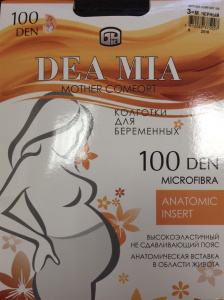 100
DEN
DEA MIA
MOTHER COMFORT
КОЛГОТКИ
ДЛЯ
БЕРЕМЕННЫХ
100 DEN
MICROFIBRA
ANATOMIC
INSERT
ВЫСОКОЭЛАСТИЧНЫЙ
НЕ СДАВЛИВАЮЩИЙ ПОЯС
АНАТОМИЧЕСКАЯ ВСТАВКА
В ОБЛАСТИ ЖИВОТА